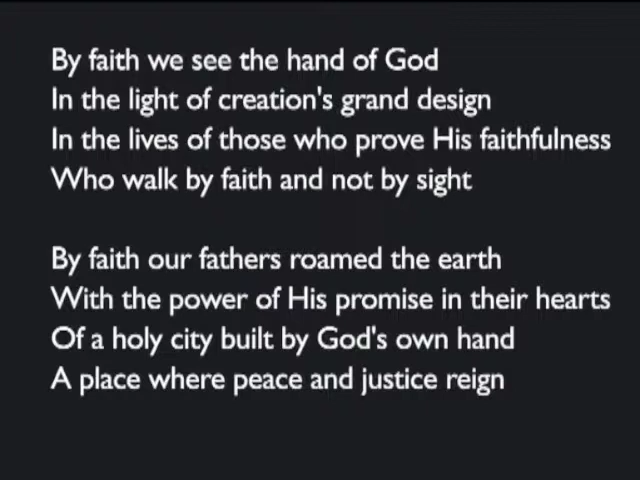 By faith we see the hand of God
In the light of creation's grand design
In the lives of those who prove His faithfulness
Who walk by faith and not by sight
By faith our fathers roamed the earth
With the power of His promise in their hearts
Of a holy city built by God's own hand
A place where peace and justice reign